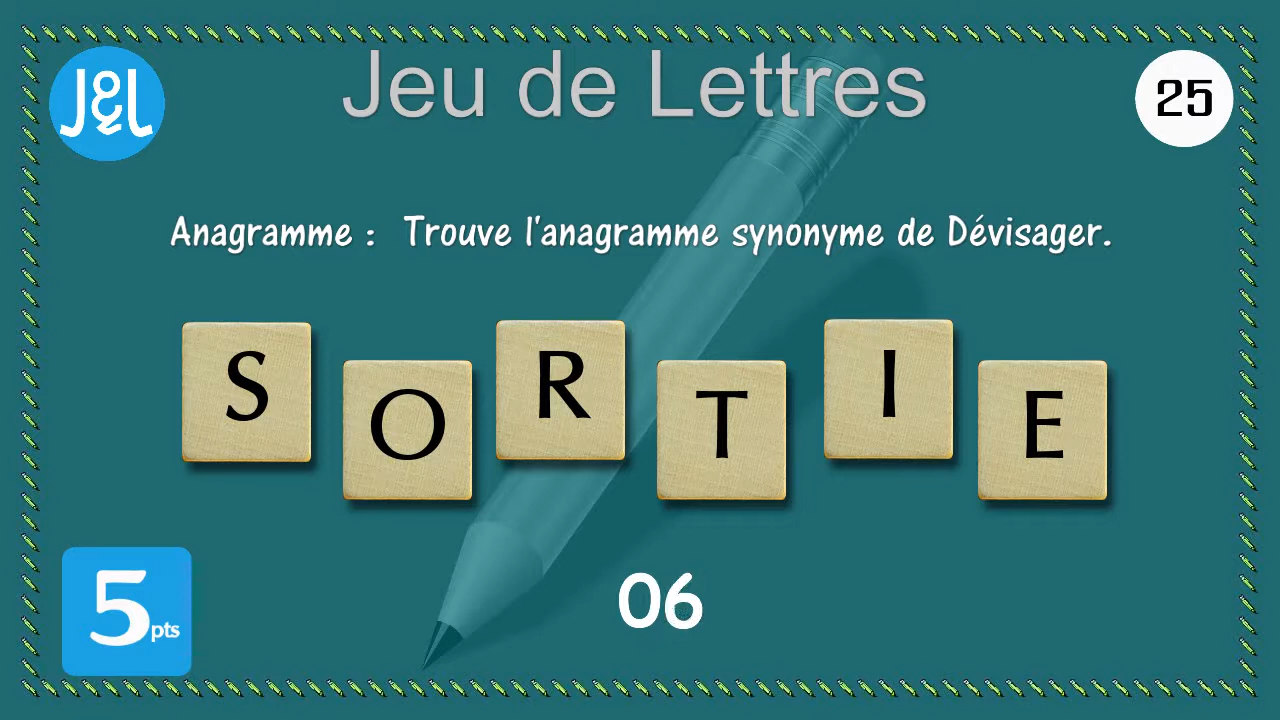 Jeu de Lettres
J&L
25
Anagramme : Trouve l'anagramme synonyme de Dévisager.
S O R T I E
5pts
06